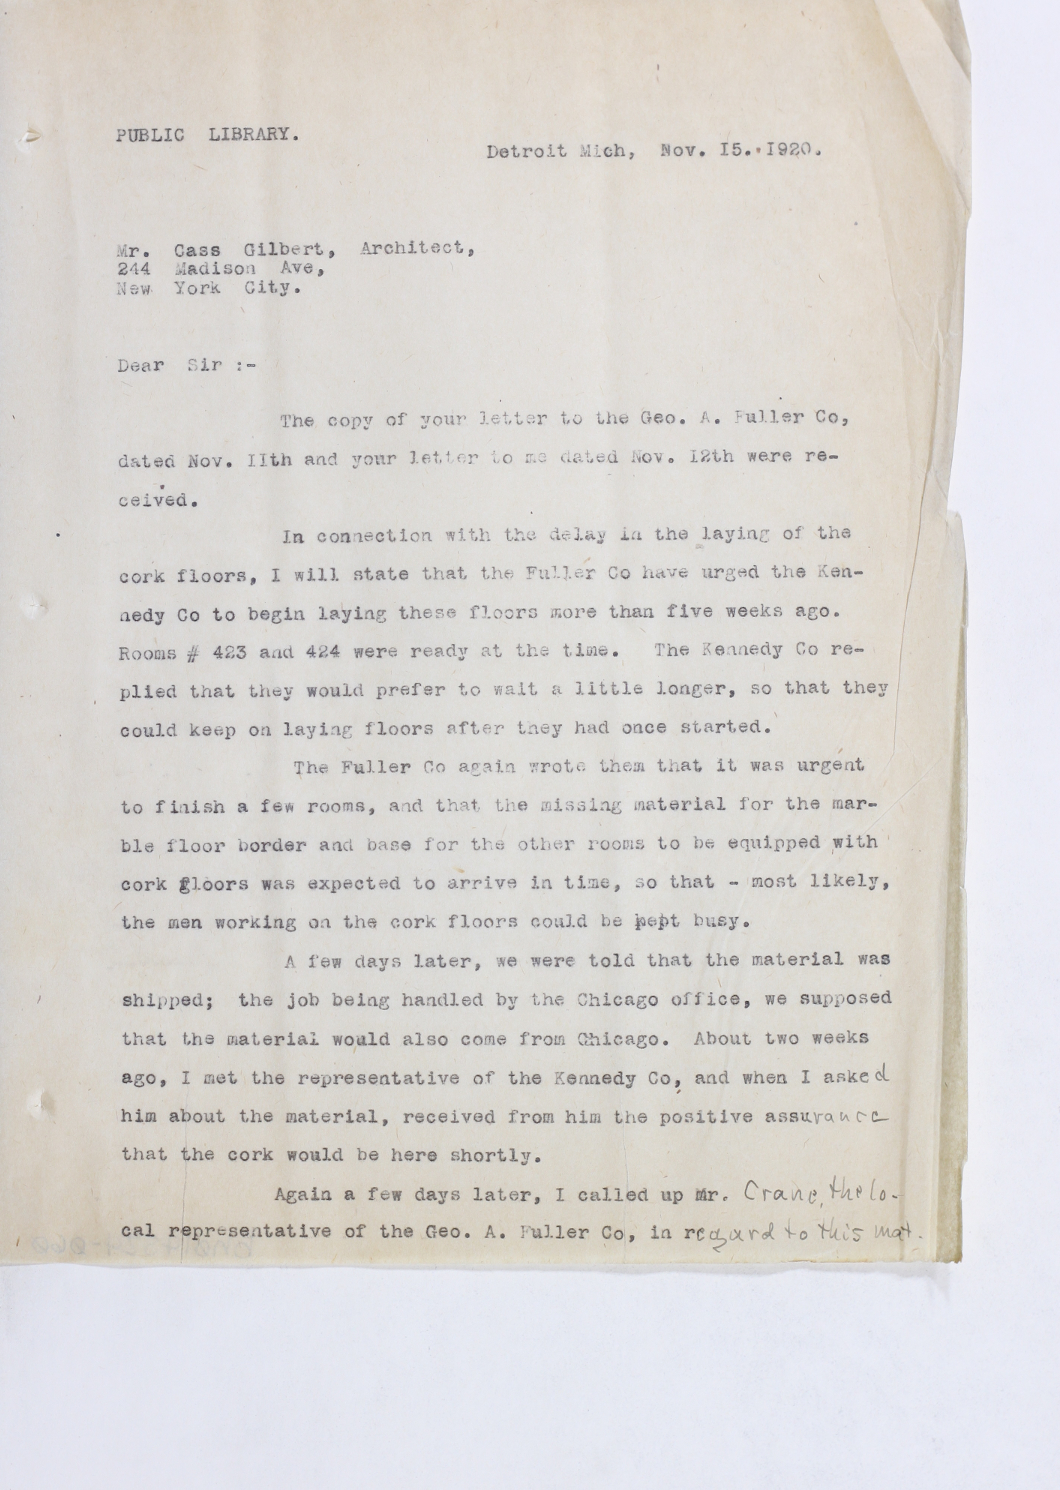 PUBLIC LIBRARY.
Detroit Mich, Nov. I5. I920.
Mr. Cass Gilbert, Architect,
244 Madison Ave,
New York City.
Dear Sir :-
The copy of your letter to the Geo. A. Fuller Co,
dated Nov. IIth and your letter to me dated Nov. I2th were re-
ceived.
In connection with the delay in the laying of the
cork floors, I will state that the Fuller Co have urged the Ken-
nedy Co to begin laying these floors more than five weeks ago.
Rooms # 423 and 424 were ready at the time. The Kennedy Co re-
plied that they would prefer to wait a little longer, so that they
could keep on laying floors after they had once started.
The Fuller Co again wrote them that it was urgent
to finish a few rooms, and that the missing material for the mar-
ble floor border and base for the other rooms to be equipped with
cork floors was expected to arrive in time, so that - most likely,
the men working on the cork floors could be kept busy.
A few days later, we were told that the material was
shipped; the job being handled by the Chicago office, we supposed
that the material would also come from Chicago. About two weeks
ago, I met the representative of the Kennedy Co, and when I asked
him about the material, received from him the positive assurance
that the cork would be here shortly.
Again a few days later, I called up Mr. Crane, the lo-
cal representative of the Geo. A. Fuller Co, in regard to this mat.